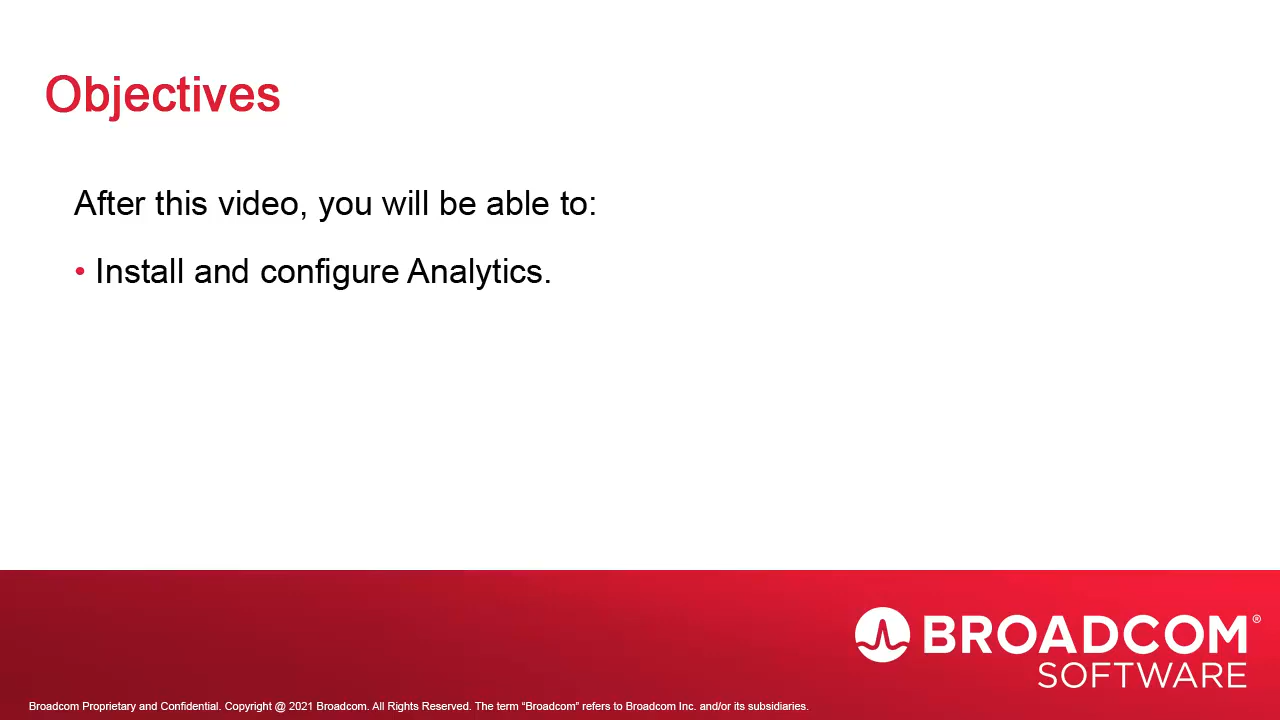 Objectives
After this video, you will be able to:
• Install and configure Analytics.
BROADCOM®
SOFTWARE
Broadcom Proprietary and Confidential. Copyright @ 2021 Broadcom. All Rights Reserved. The term “Broadcom” refers to Broadcom Inc. and/or its subsidiaries.